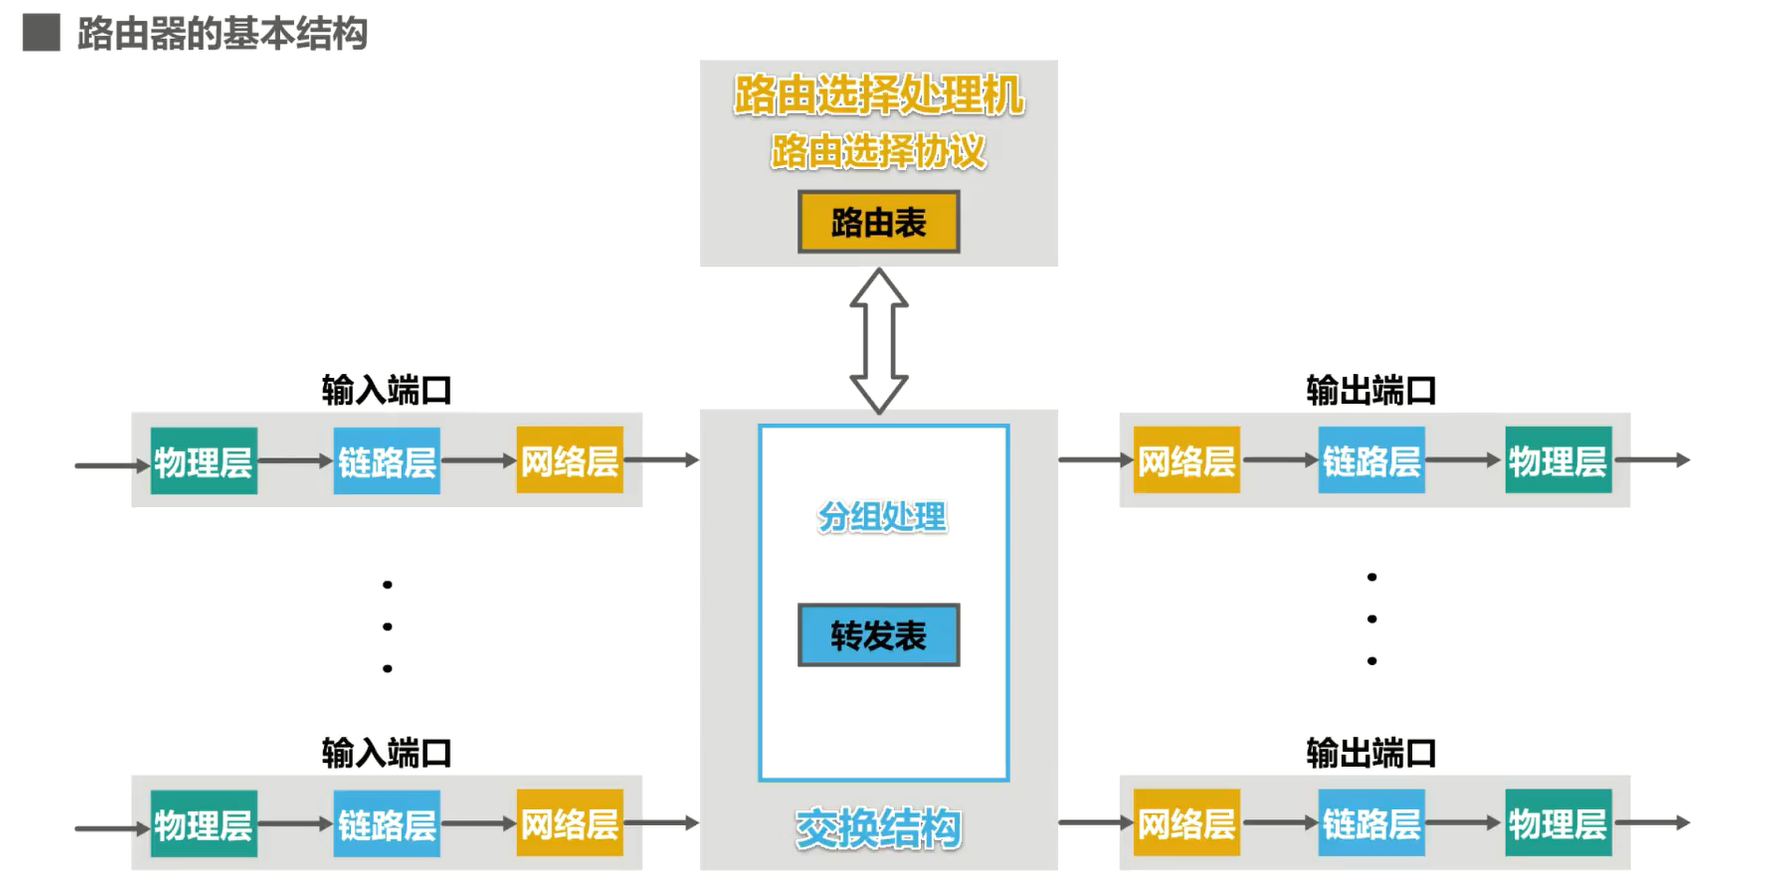 路由器的基本结构
路由选择处理机
路由选择协议
路由表
输入端口
物理层 链路层 网络层
输出端口
网络层 链路层 物理层
分组处理
转发表
输入端口
物理层 链路层 网络层
输出端口
网络层 链路层 物理层
交换结构